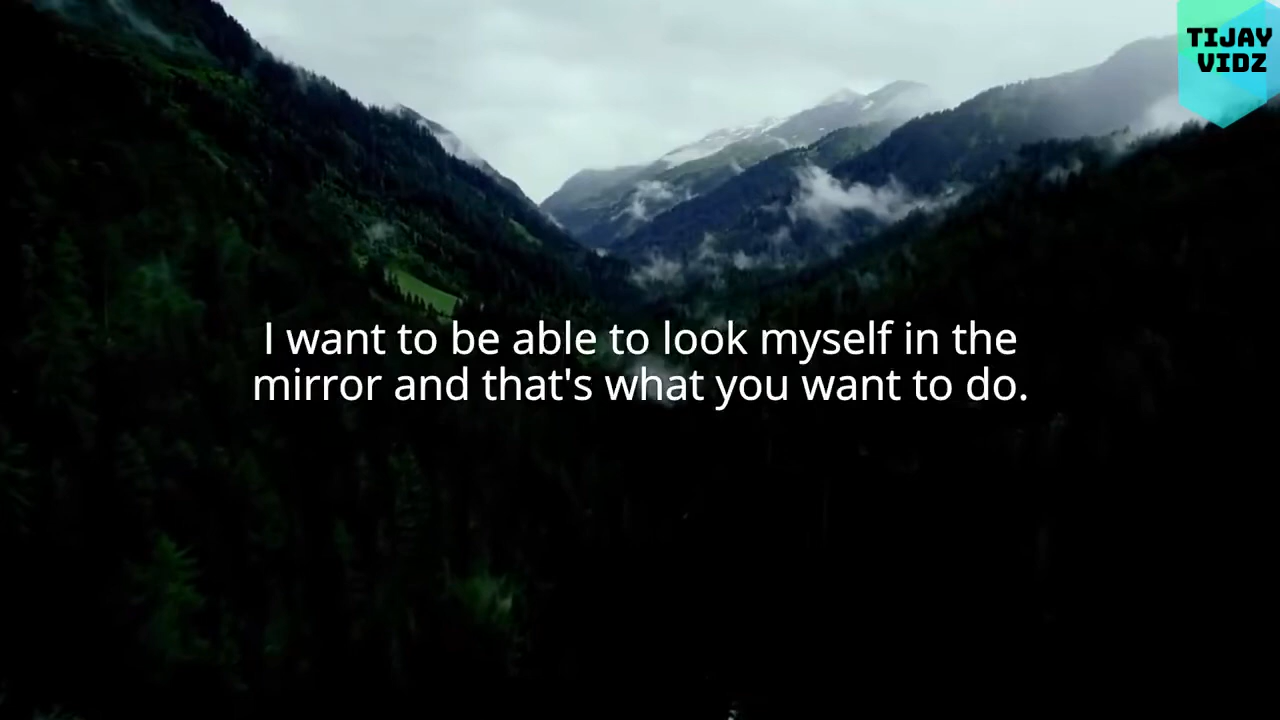 TIJAY
VIDZ
I want to be able to look myself in the
mirror and that's what you want to do.